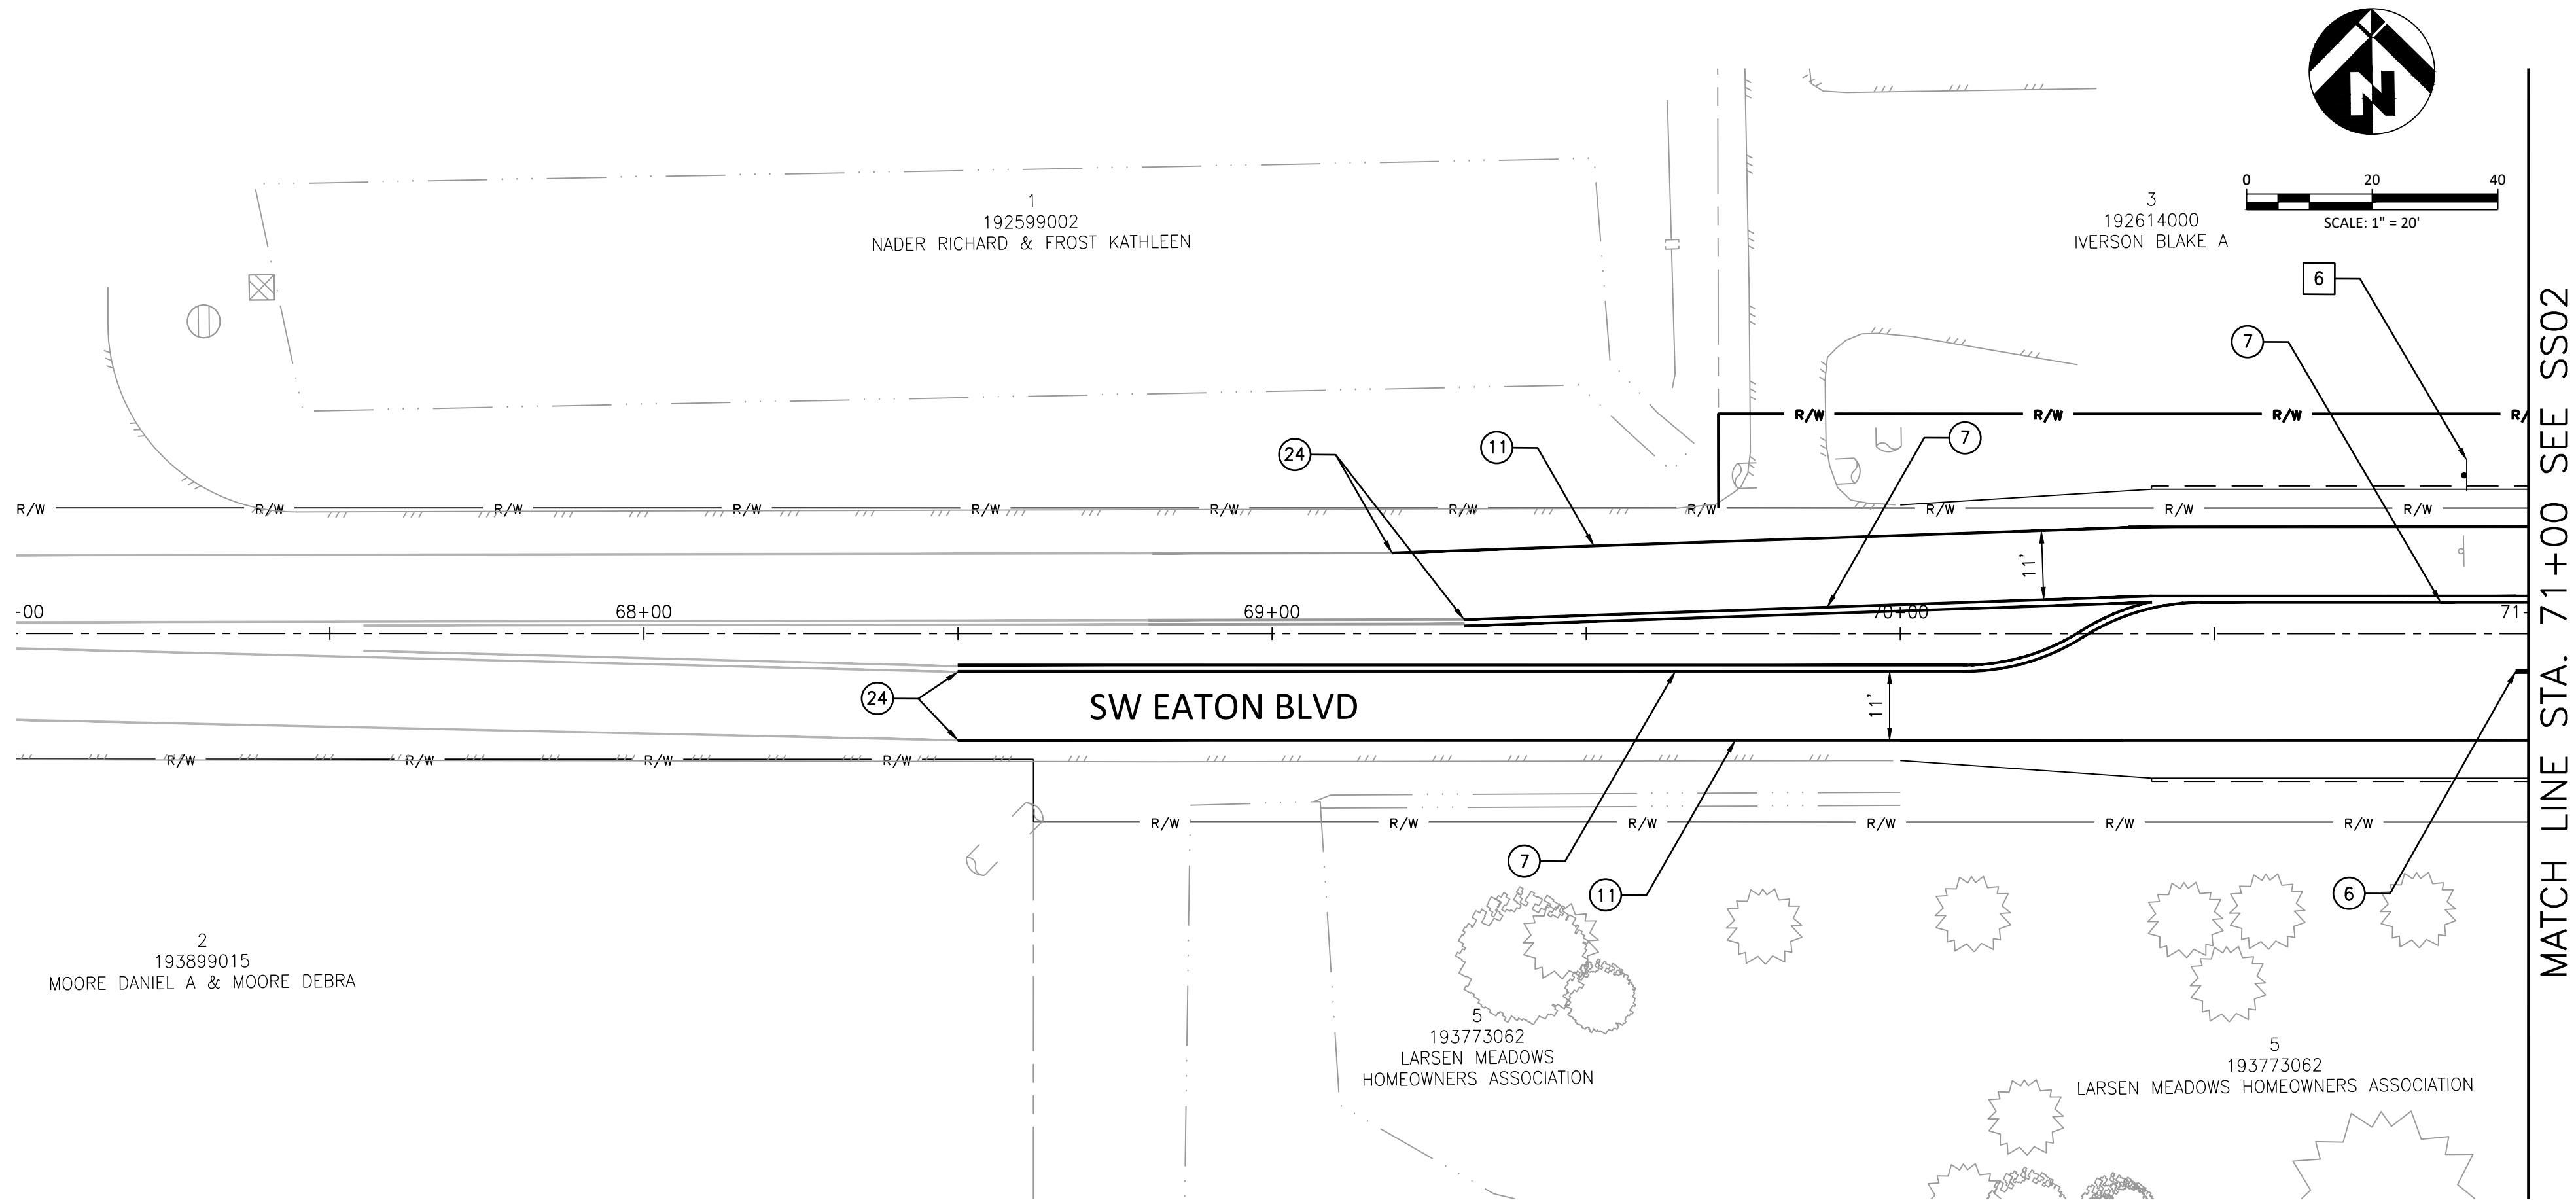 N
0 20 40
SCALE: 1" = 20'
1
192599002
NADER RICHARD & FROST KATHLEEN
3
192614000
IVERSON BLAKE A
6
7
R/W R/W R/W R/
24
11
7
R/W R/W R/W R/W R/W R/W R/W R/W R/W R/W R/W
11'
-00 68+00 69+00 70+00 71-
24
SW EATON BLVD
11'
R/W R/W R/W R/W
R/W R/W R/W R/W R/W R/W
7
11
6
2
193899015
MOORE DANIEL A & MOORE DEBRA
5
193773062
LARSEN MEADOWS
HOMEOWNERS ASSOCIATION
5
193773062
LARSEN MEADOWS HOMEOWNERS ASSOCIATION
MATCH LINE STA. 71+00 SEE SS02